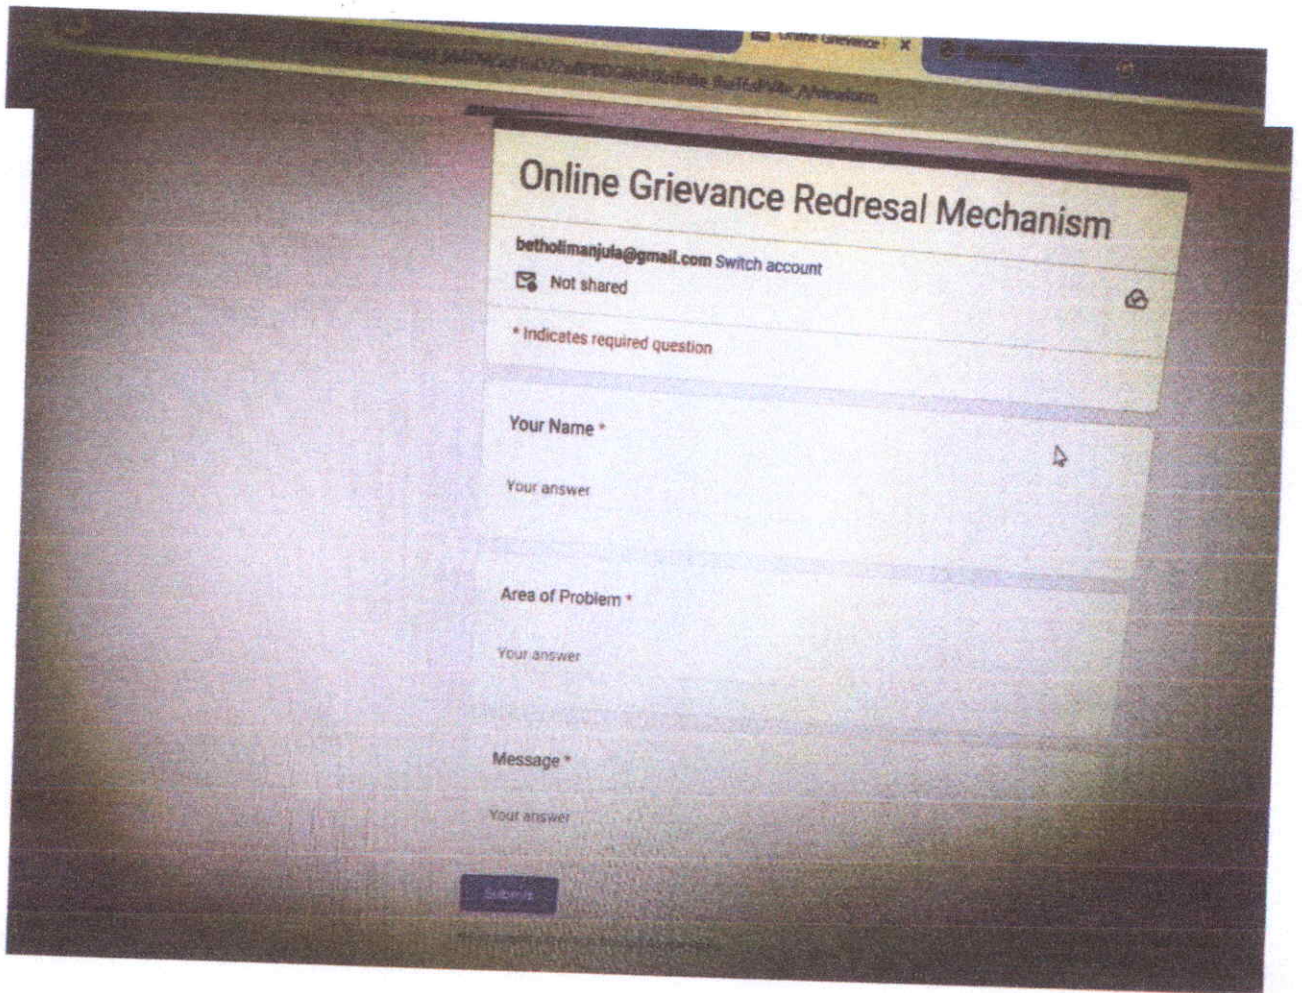 Online Grievance Redresal Mechanism
betholimanjula@gmail.com Switch account
Not shared
* Indicates required question
Your Name *
Your answer
Area of Problem *
Your answer
Message *
Your answer
Submit